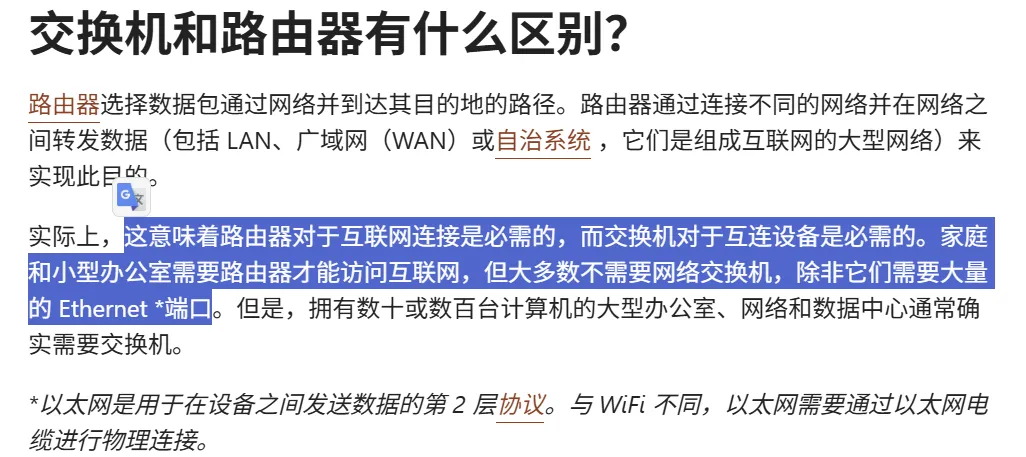 交换机和路由器有什么区别？
路由器选择数据包通过网络并到达其目的地的路径。路由器通过连接不同的网络并在网络之
间转发数据（包括 LAN、广域网（WAN）或自治系统 ，它们是组成互联网的大型网络）来
实现此目的。
实际上，这意味着路由器对于互联网连接是必需的，而交换机对于互连设备是必需的。家庭
和小型办公室需要路由器才能访问互联网，但大多数不需要网络交换机，除非它们需要大量
的 Ethernet *端口。但是，拥有数十或数百台计算机的大型办公室、网络和数据中心通常确
实需要交换机。
*以太网是用于在设备之间发送数据的第 2 层协议。与 WiFi 不同，以太网需要通过以太网电
缆进行物理连接。